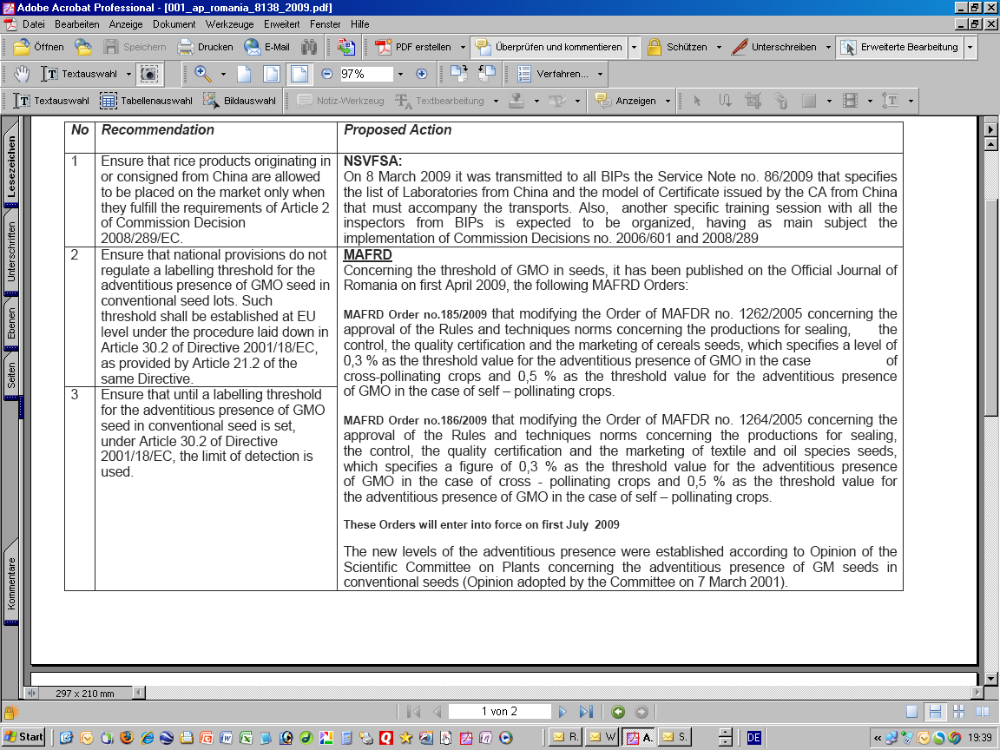 Adobe Acrobat Professional - [001_ap_romania_8138_2009.pdf]
Datei Bearbeiten Anzeige Dokument Werkzeuge Erweitert Fenster Hilfe
Öffnen Speichern Drucken E-Mail PDF erstellen Überprüfen und kommentieren Schützen Unterschreiben Erweiterte Bearbeitung
Textauswahl 97% Verfahren...
Textauswahl Tabellenauswahl Bildauswahl Notiz-Werkzeug Textbearbeitung Anzeigen
Lesezeichen
Unterschriften
Ebenen
Seiten
Kommentare
No Recommendation Proposed Action
1
Ensure that rice products originating in
or consigned from China are allowed
to be placed on the market only when
they fulfill the requirements of Article 2
of Commission Decision
2008/289/EC.
NSVFSA:
On 8 March 2009 it was transmitted to all BIPs the Service Note no. 86/2009 that specifies
the list of Laboratories from China and the model of Certificate issued by the CA from China
that must accompany the transports. Also, another specific training session with all the
inspectors from BIPs is expected to be organized, having as main subject the
implementation of Commission Decisions no. 2006/601 and 2008/289
2
Ensure that national provisions do not
regulate a labelling threshold for the
adventitious presence of GMO seed in
conventional seed lots. Such
threshold shall be established at EU
level under the procedure laid down in
Article 30.2 of Directive 2001/18/EC,
as provided by Article 21.2 of the
same Directive.
3
Ensure that until a labelling threshold
for the adventitious presence of GMO
seed in conventional seed is set,
under Article 30.2 of Directive
2001/18/EC, the limit of detection is
used.
MAFRD
Concerning the threshold of GMO in seeds, it has been published on the Official Journal of
Romania on first April 2009, the following MAFRD Orders:
MAFRD Order no.185/2009 that modifying the Order of MAFDR no. 1262/2005 concerning the
approval of the Rules and techniques norms concerning the productions for sealing, the
control, the quality certification and the marketing of cereals seeds, which specifies a level of
0,3 % as the threshold value for the adventitious presence of GMO in the case of
cross-pollinating crops and 0,5 % as the threshold value for the adventitious presence
of GMO in the case of self – pollinating crops.
MAFRD Order no.186/2009 that modifying the Order of MAFDR no. 1264/2005 concerning the
approval of the Rules and techniques norms concerning the productions for sealing,
the control, the quality certification and the marketing of textile and oil species seeds,
which specifies a figure of 0,3 % as the threshold value for the adventitious presence
of GMO in the case of cross - pollinating crops and 0,5 % as the threshold value for
the adventitious presence of GMO in the case of self – pollinating crops.
These Orders will enter into force on first July 2009
The new levels of the adventitious presence were established according to Opinion of the
Scientific Committee on Plants concerning the adventitious presence of GM seeds in
conventional seeds (Opinion adopted by the Committee on 7 March 2001).
297 x 210 mm
1 von 2
Start R. W A. S. DE 19:39